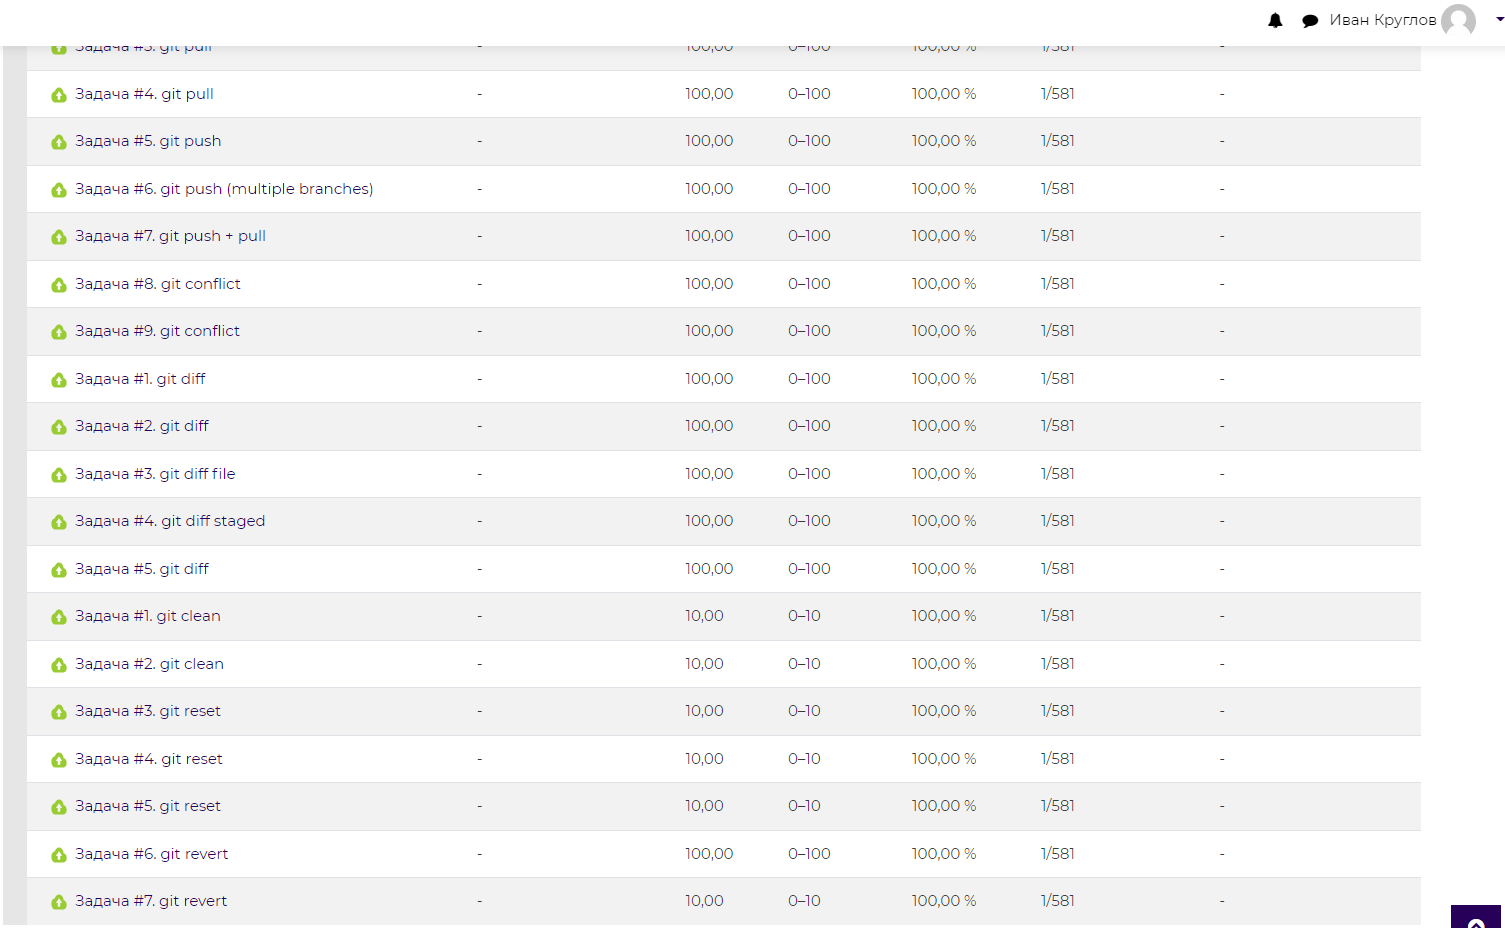 Иван Круглов
Задача #3. git pull - 100,00 0–100 100,00 % 1/581 -
Задача #4. git pull - 100,00 0–100 100,00 % 1/581 -
Задача #5. git push - 100,00 0–100 100,00 % 1/581 -
Задача #6. git push (multiple branches) - 100,00 0–100 100,00 % 1/581 -
Задача #7. git push + pull - 100,00 0–100 100,00 % 1/581 -
Задача #8. git conflict - 100,00 0–100 100,00 % 1/581 -
Задача #9. git conflict - 100,00 0–100 100,00 % 1/581 -
Задача #1. git diff - 100,00 0–100 100,00 % 1/581 -
Задача #2. git diff - 100,00 0–100 100,00 % 1/581 -
Задача #3. git diff file - 100,00 0–100 100,00 % 1/581 -
Задача #4. git diff staged - 100,00 0–100 100,00 % 1/581 -
Задача #5. git diff - 100,00 0–100 100,00 % 1/581 -
Задача #1. git clean - 10,00 0–10 100,00 % 1/581 -
Задача #2. git clean - 10,00 0–10 100,00 % 1/581 -
Задача #3. git reset - 10,00 0–10 100,00 % 1/581 -
Задача #4. git reset - 10,00 0–10 100,00 % 1/581 -
Задача #5. git reset - 10,00 0–10 100,00 % 1/581 -
Задача #6. git revert - 100,00 0–100 100,00 % 1/581 -
Задача #7. git revert - 10,00 0–10 100,00 % 1/581 -